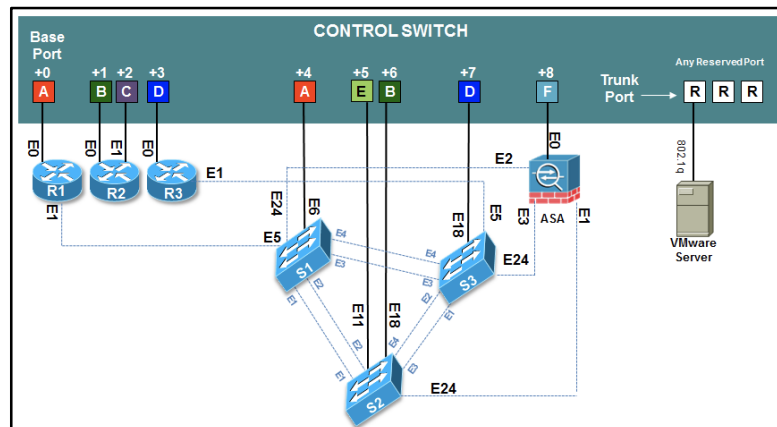 CONTROL SWITCH
Base
Port
+0 +1 +2 +3 +4 +5 +6 +7 +8 Any Reserved Port
Trunk
Port
A B C D A E B D F R R R
E0 E0 E1 E0 E0 802.1q
R1 R2 R3 E1 E2
E1 E24 E6 E18 E5 E3 ASA E1
VMware
Server
E5 E4 E4
E3 E3 E24
S1 S3
E1 E2 E11 E18 E2 E1
E2 E4
E1 E3
E24
S2